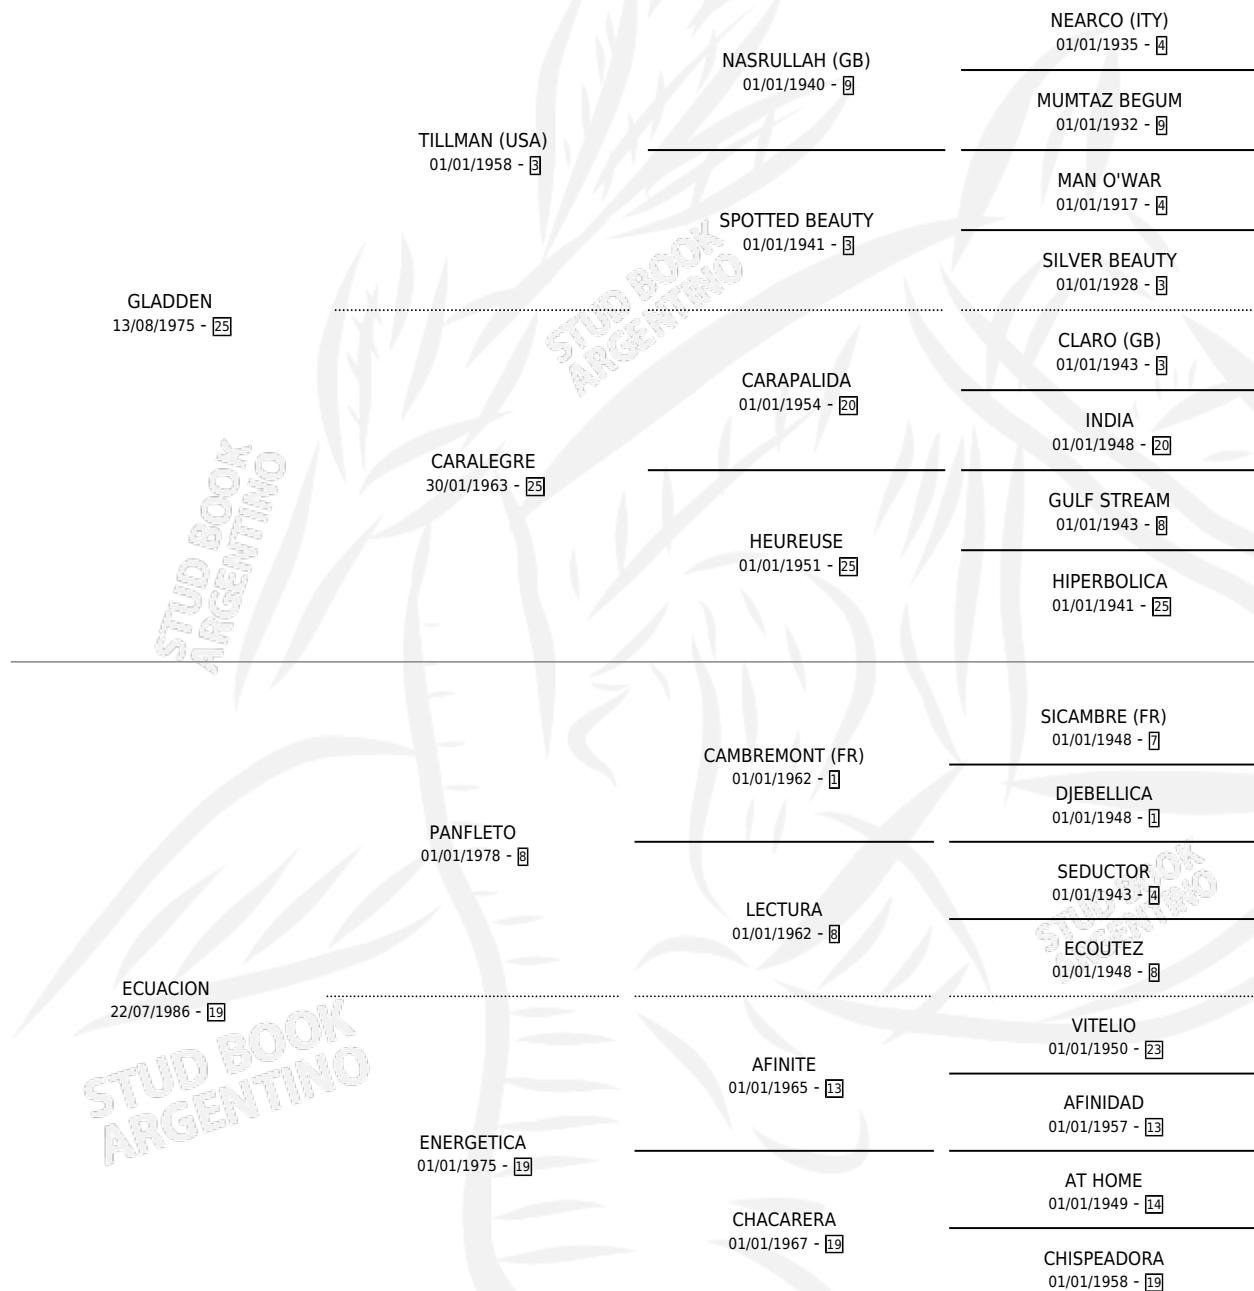 NEARCO (ITY)
01/01/1935 - 4
NASRULLAH (GB)
01/01/1940 - 9
MUMTAZ BEGUM
01/01/1932 - 9
TILLMAN (USA)
01/01/1958 - 3
MAN O'WAR
01/01/1917 - 4
SPOTTED BEAUTY
01/01/1941 - 3
SILVER BEAUTY
01/01/1928 - 3
GLADDEN
13/08/1975 - 25
CLARO (GB)
01/01/1943 - 3
CARAPALIDA
01/01/1954 - 20
INDIA
01/01/1948 - 20
CARALEGRE
30/01/1963 - 25
GULF STREAM
01/01/1943 - 8
HEUREUSE
01/01/1951 - 25
HIPERBOLICA
01/01/1941 - 25
SICAMBRE (FR)
01/01/1948 - 7
CAMBREMONT (FR)
01/01/1962 - 1
DJEBELLICA
01/01/1948 - 1
PANFLETO
01/01/1978 - 8
SEDUCTOR
01/01/1943 - 4
LECTURA
01/01/1962 - 8
ECOUTEZ
01/01/1948 - 8
ECUACION
22/07/1986 - 19
VITELIO
01/01/1950 - 23
AFINITE
01/01/1965 - 13
AFINIDAD
01/01/1957 - 13
ENERGETICA
01/01/1975 - 19
AT HOME
01/01/1949 - 14
CHACARERA
01/01/1967 - 19
CHISPEADORA
01/01/1958 - 19
STUD BOOK
ARGENTINO
STUD BOOK
ARGENTINO
STUD BOOK
ARGENTINO
STUD BOOK
ARGENTINO